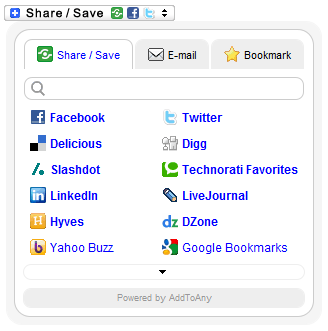 Share / Save
Share / Save E-mail Bookmark
Facebook Twitter
Delicious Digg
Slashdot Technorati Favorites
LinkedIn LiveJournal
Hyves DZone
Yahoo Buzz Google Bookmarks
Powered by AddToAny